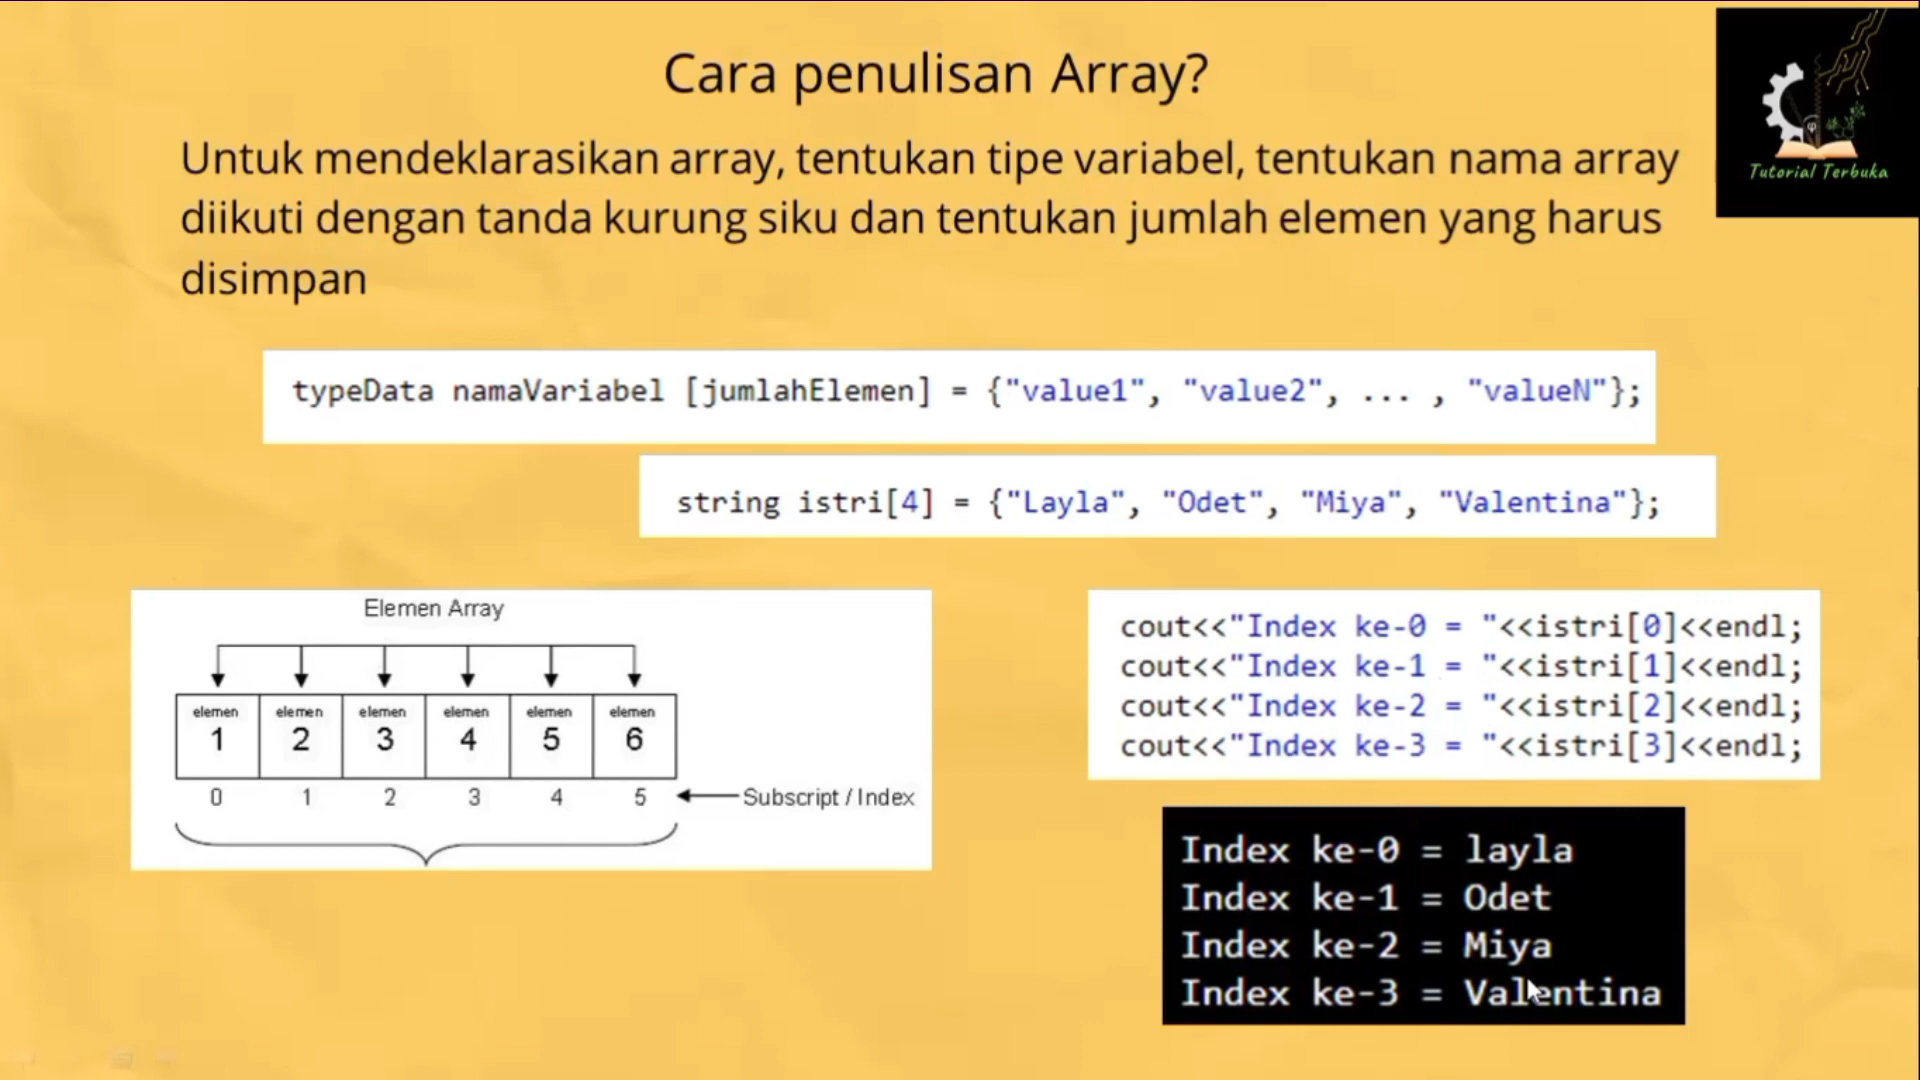 Cara penulisan Array?
Tutorial Terbuka
Untuk mendeklarasikan array, tentukan tipe variabel, tentukan nama array
diikuti dengan tanda kurung siku dan tentukan jumlah elemen yang harus
disimpan
typeData namaVariabel [jumlahElemen] = {"value1", "value2", ... , "valueN"};
string istri[4] = {"Layla", "Odet", "Miya", "Valentina"};
Elemen Array
elemen elemen elemen elemen elemen elemen
1 2 3 4 5 6
0 1 2 3 4 5 Subscript / Index
cout<<"Index ke-0 = "<<istri[0]<<endl;
cout<<"Index ke-1 = "<<istri[1]<<endl;
cout<<"Index ke-2 = "<<istri[2]<<endl;
cout<<"Index ke-3 = "<<istri[3]<<endl;
Index ke-0 = layla
Index ke-1 = Odet
Index ke-2 = Miya
Index ke-3 = Valentina